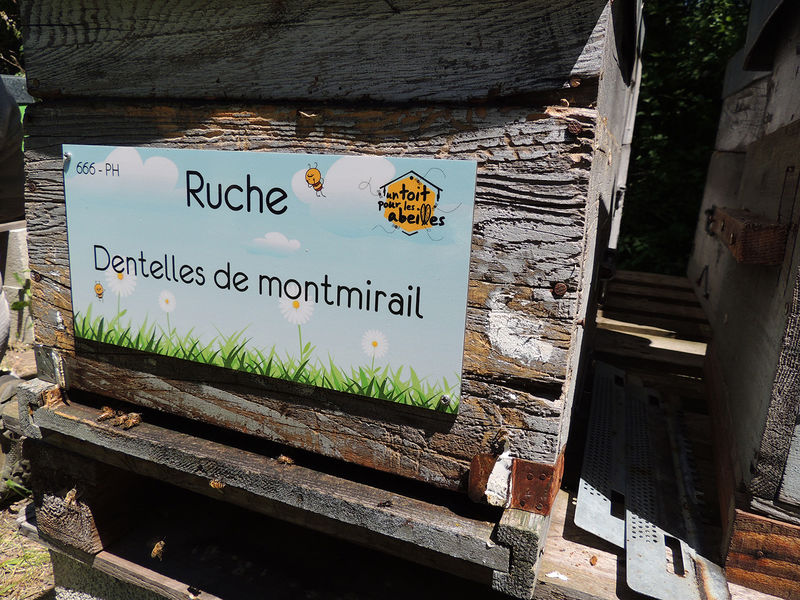 666 - PH
Ruche
un toit
pour les
abeilles
Dentelles de montmirail